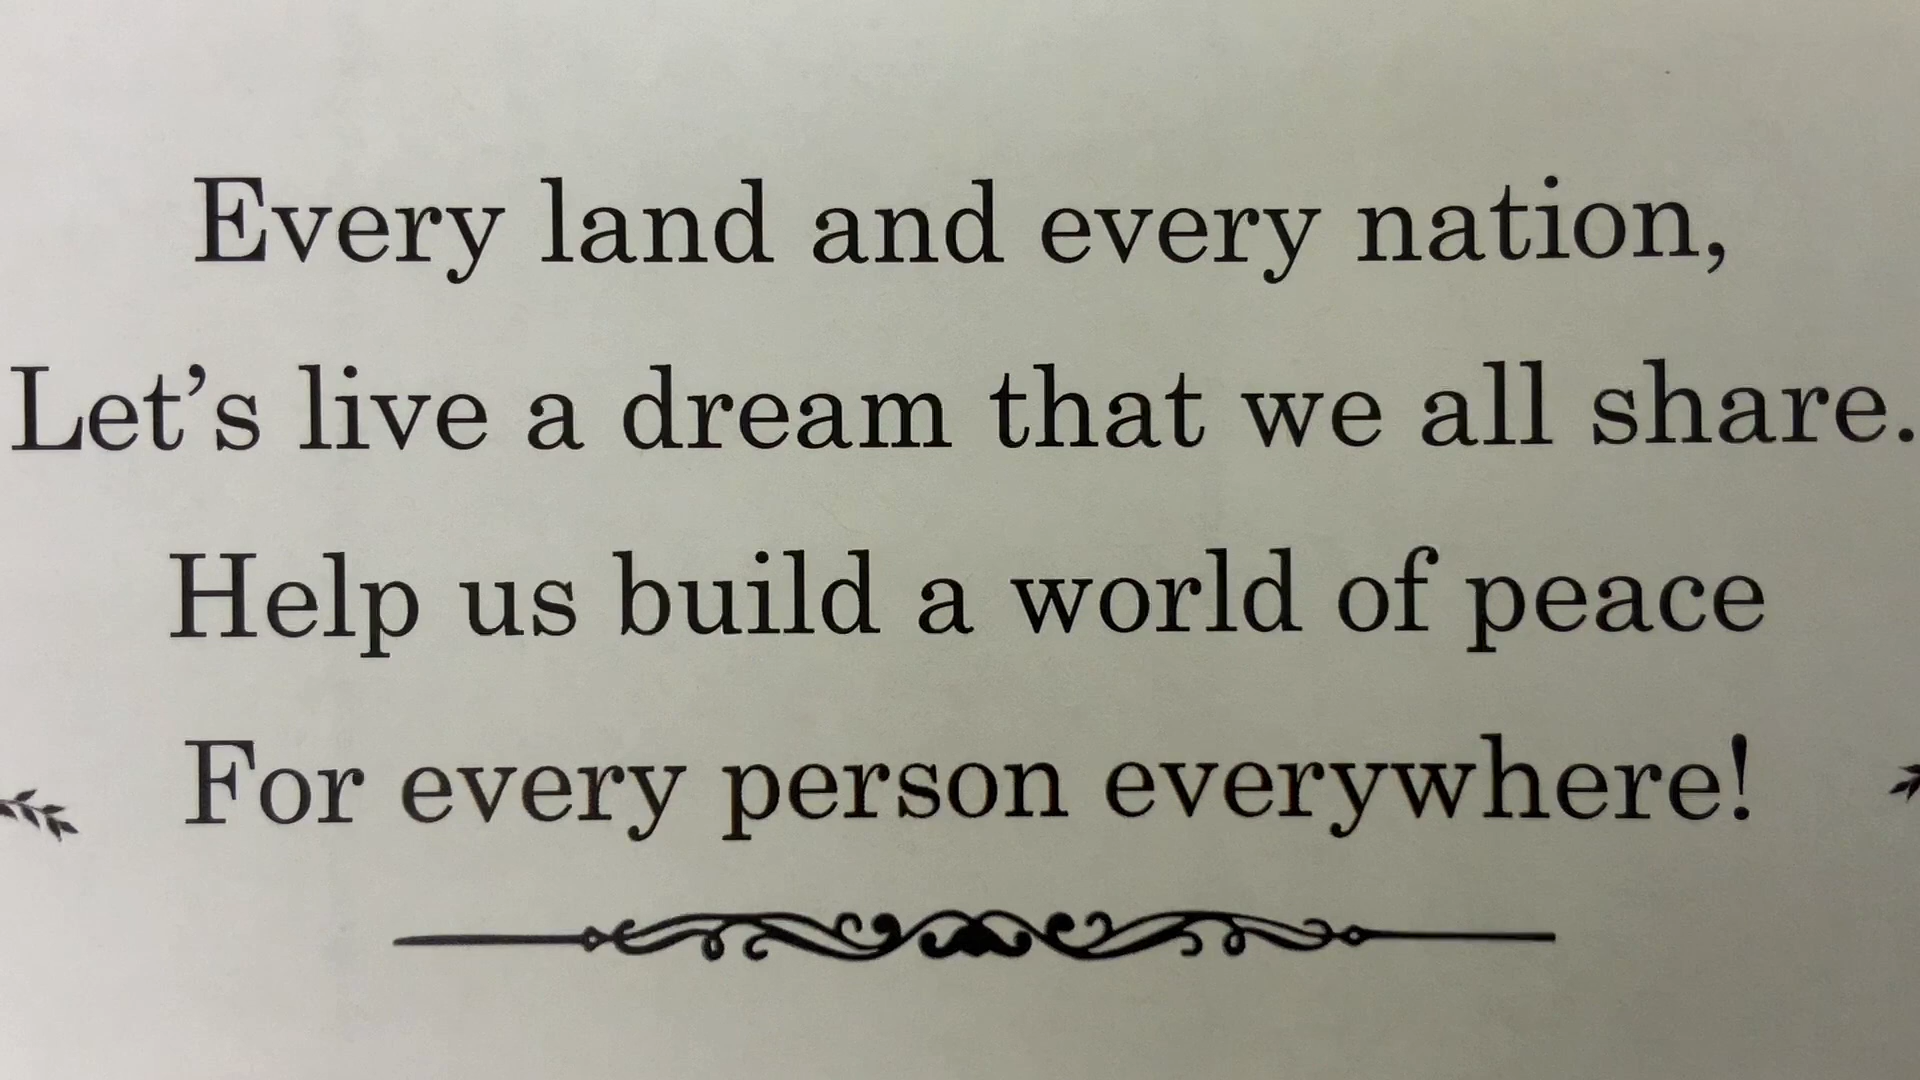 Every land and every nation,
Let’s live a dream that we all share.
Help us build a world of peace
For every person everywhere!